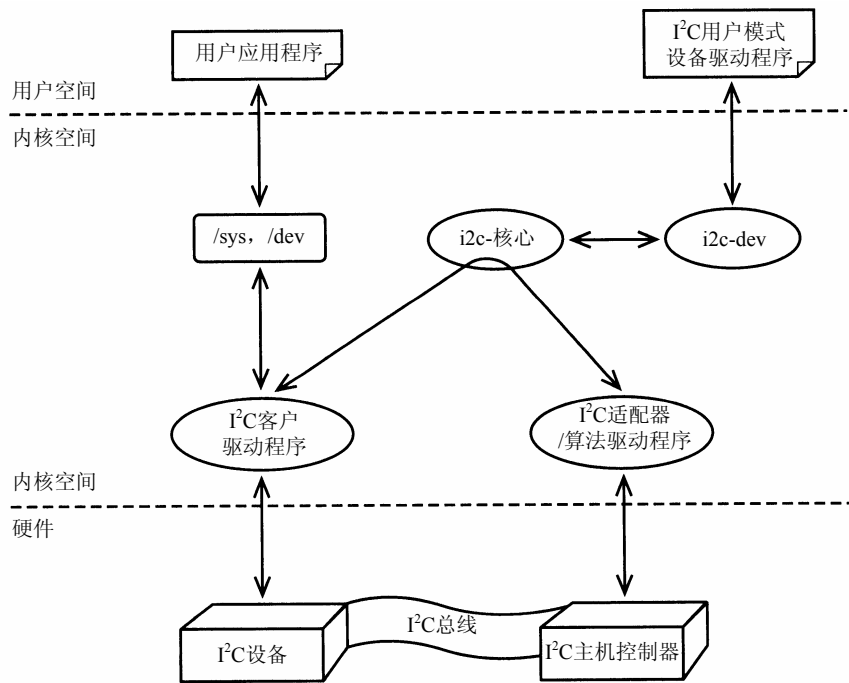 用户应用程序
I²C用户模式
设备驱动程序
用户空间
内核空间
/sys，/dev
i2c-核心
i2c-dev
I²C客户
驱动程序
I²C适配器
/算法驱动程序
内核空间
硬件
I²C总线
I²C设备
I²C主机控制器